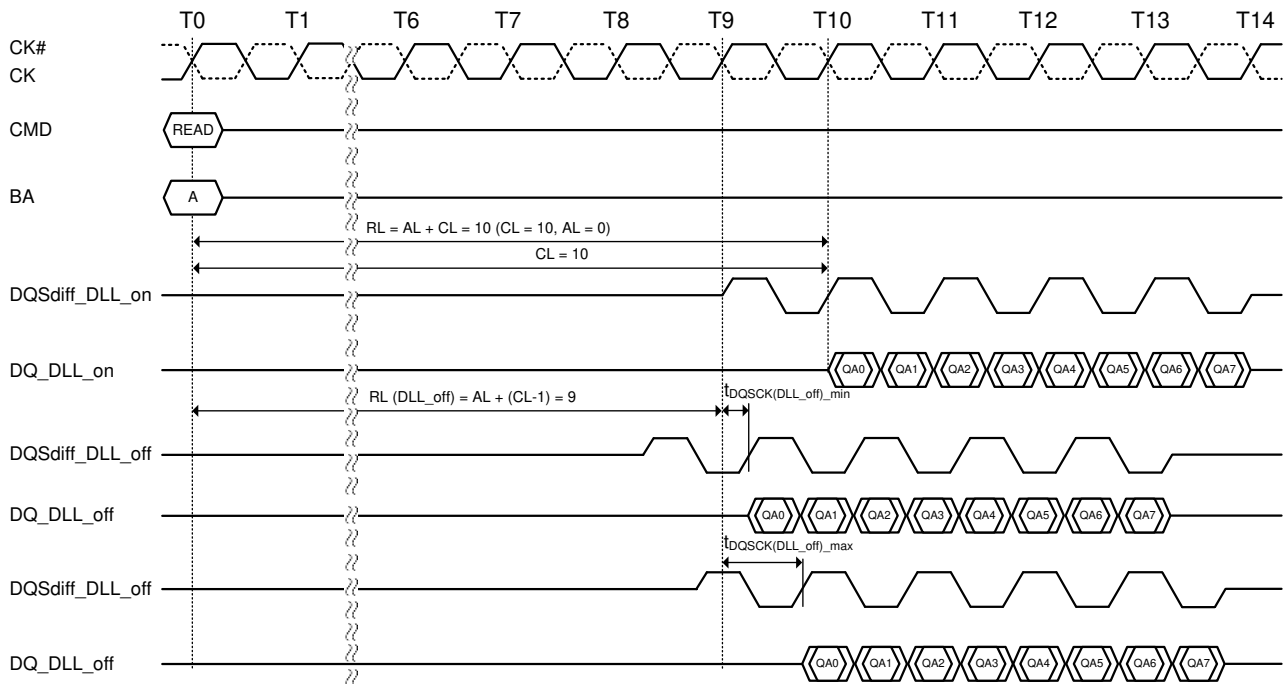 T0 T1 T6 T7 T8 T9 T10 T11 T12 T13 T14
CK#
CK
CMD READ
BA A
RL = AL + CL = 10 (CL = 10, AL = 0)
CL = 10
DQSdiff_DLL_on
DQ_DLL_on QA0 QA1 QA2 QA3 QA4 QA5 QA6 QA7
RL (DLL_off) = AL + (CL-1) = 9 tDQSCK(DLL_off)_min
DQSdiff_DLL_off
DQ_DLL_off QA0 QA1 QA2 QA3 QA4 QA5 QA6 QA7
tDQSCK(DLL_off)_max
DQSdiff_DLL_off
DQ_DLL_off QA0 QA1 QA2 QA3 QA4 QA5 QA6 QA7